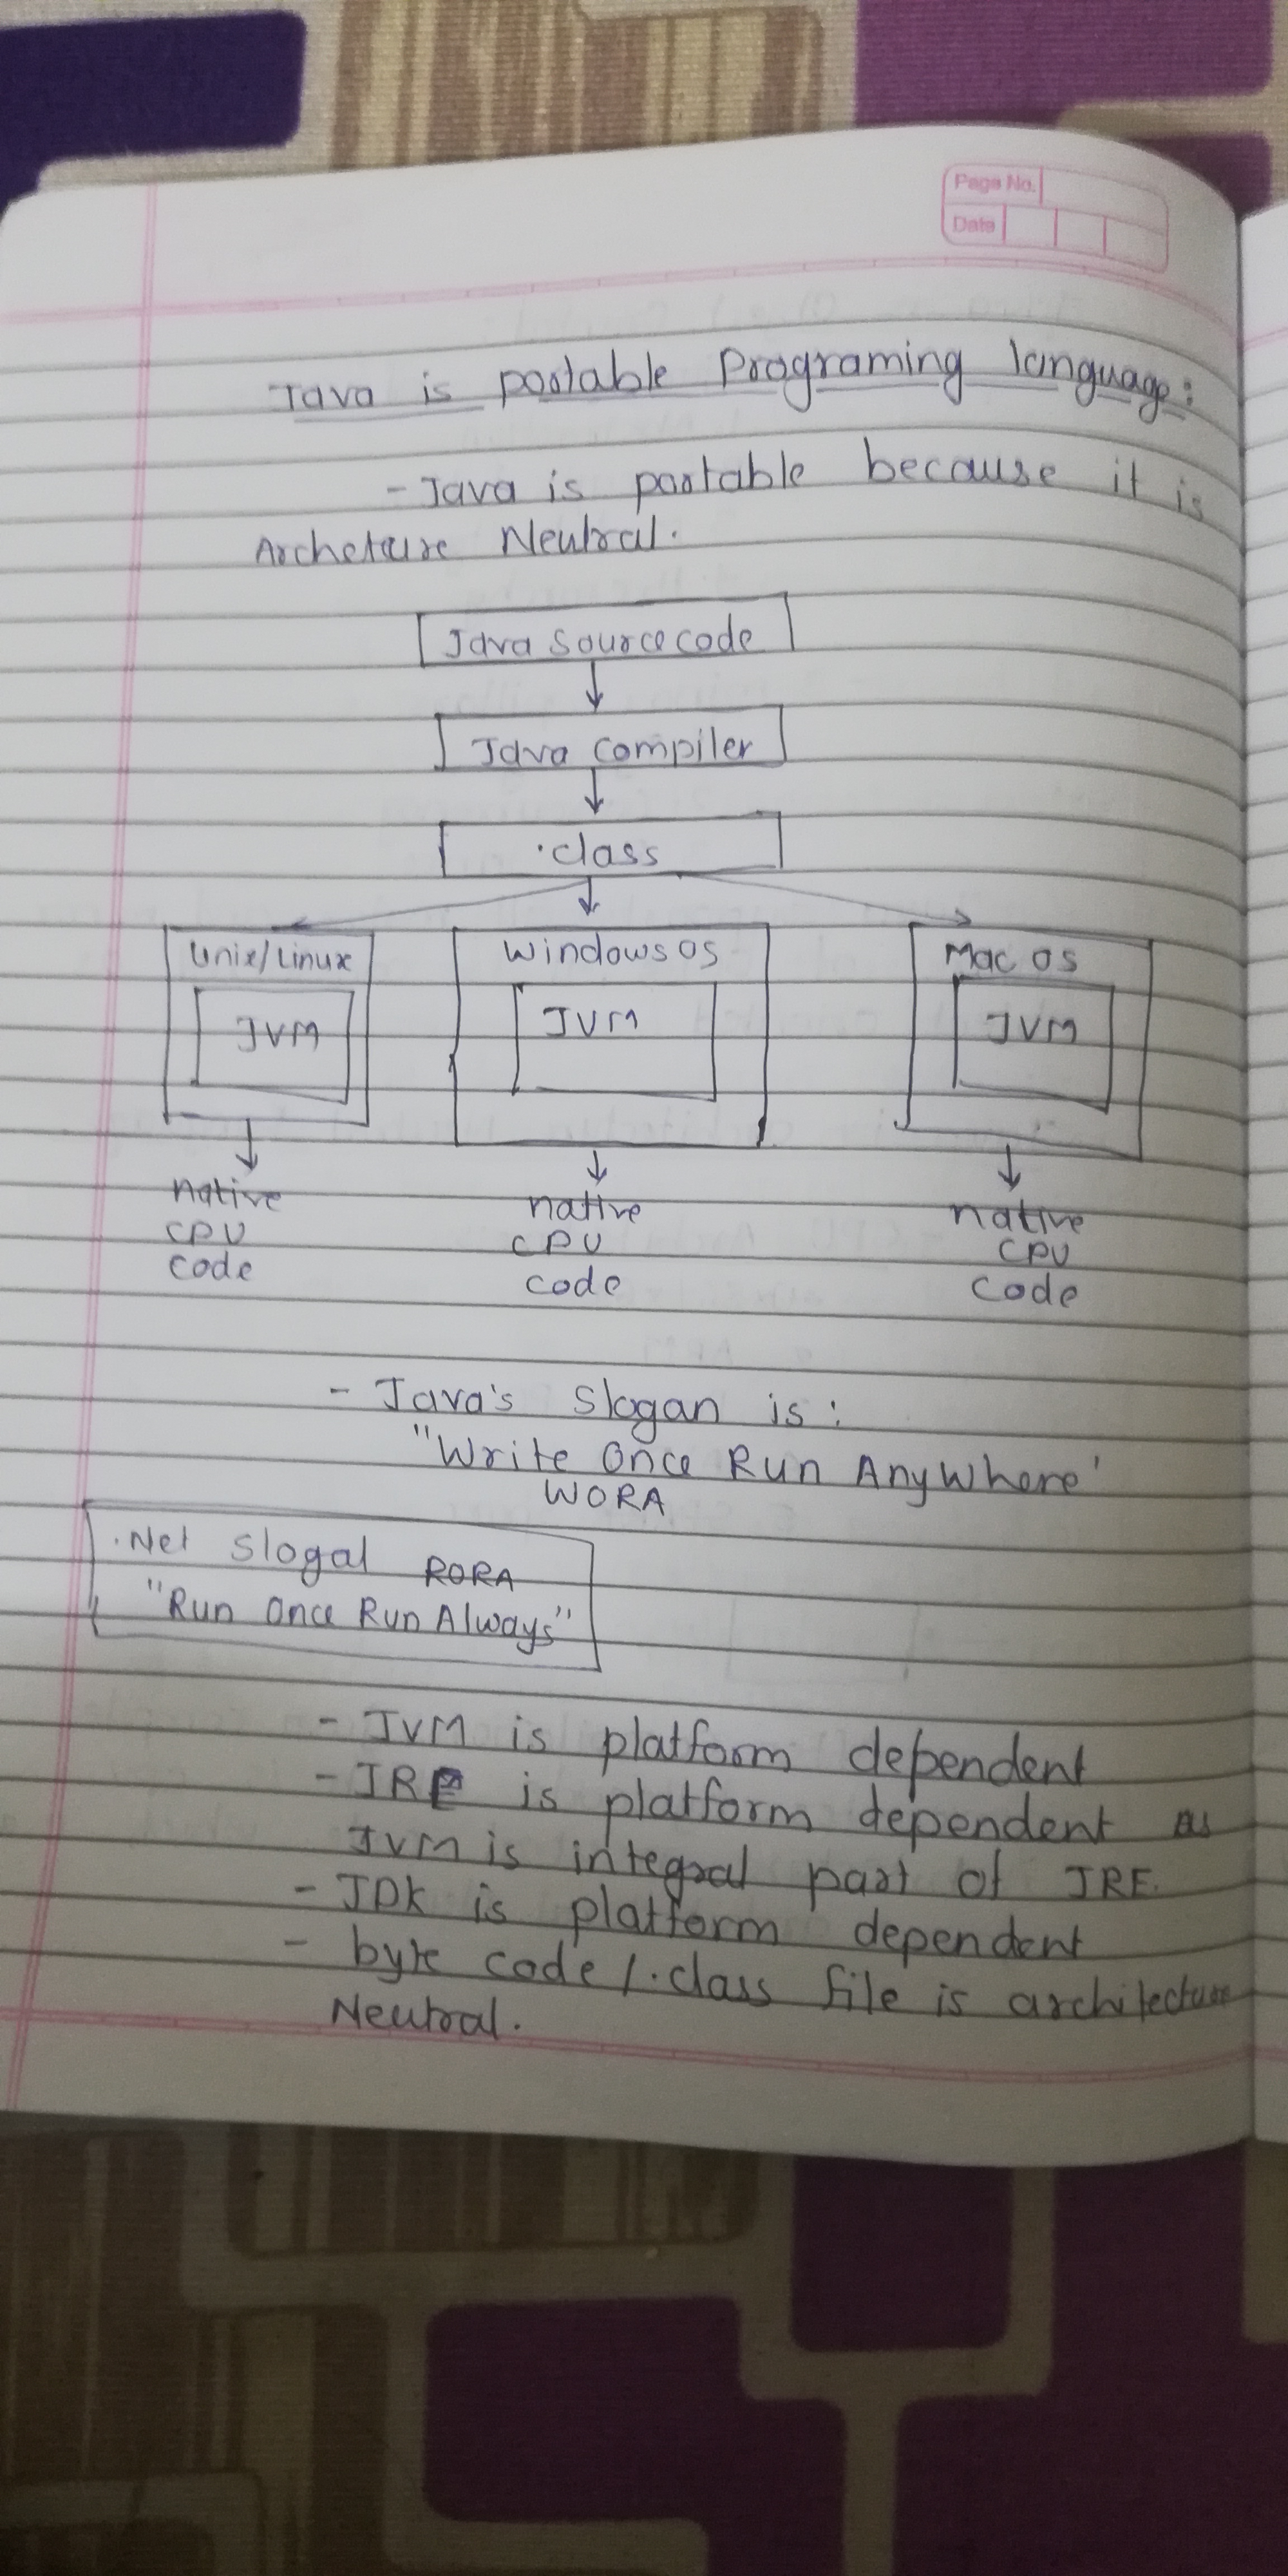 Page No.
Date
Java is portable Programing language:
- Java is portable because it is
Archeture Neutral.
Java source code
Java compiler
.class
Unix/Linux Windows OS Mac OS
JVM JVM JVM
native native native
CPU CPU CPU
code code code
- Java's slogan is:
"Write Once Run AnyWhere'
WORA
.Net Slogal RORA
"Run Once Run Always"
- JVM is platform dependent
- JRE is platform dependent as
JVM is integral part of JRE.
- JDK is platform dependent
- byte code /.class file is architecture
Neutral.